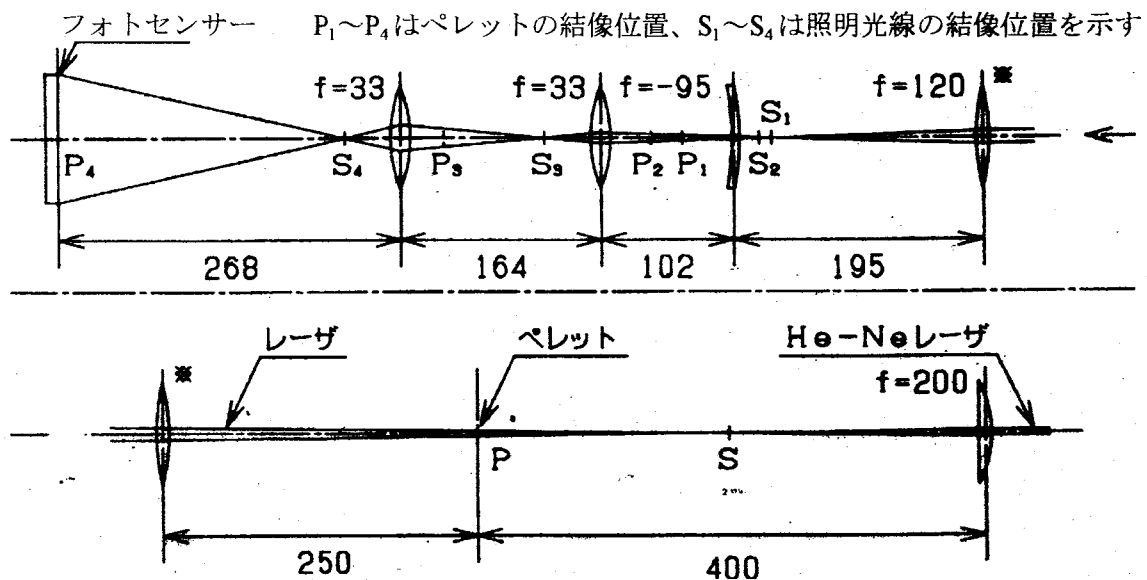 フォトセンサー P₁～P₄はペレットの結像位置、S₁～S₄は照明光線の結像位置を示す
f=33 f=33 f=-95 f=120 ※
S₁
P₄ S₄ P₃ S₃ P₂ P₁ S₂
268 164 102 195
レーザ ペレット He-Neレーザ
※ f=200
P S
250 400